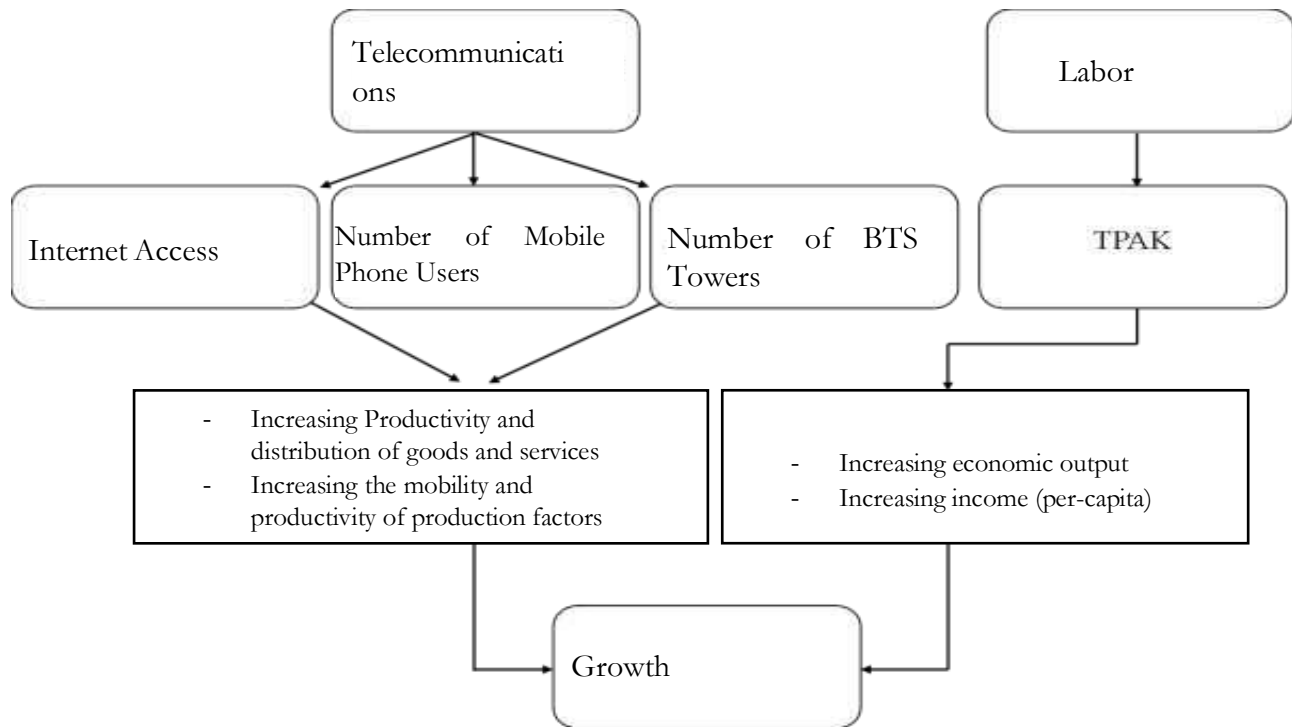 Telecommunicati
ons
Labor
Internet Access
Number of Mobile
Phone Users
Number of BTS
Towers
TPAK
- Increasing Productivity and
distribution of goods and services
- Increasing the mobility and
productivity of production factors
- Increasing economic output
- Increasing income (per-capita)
Growth